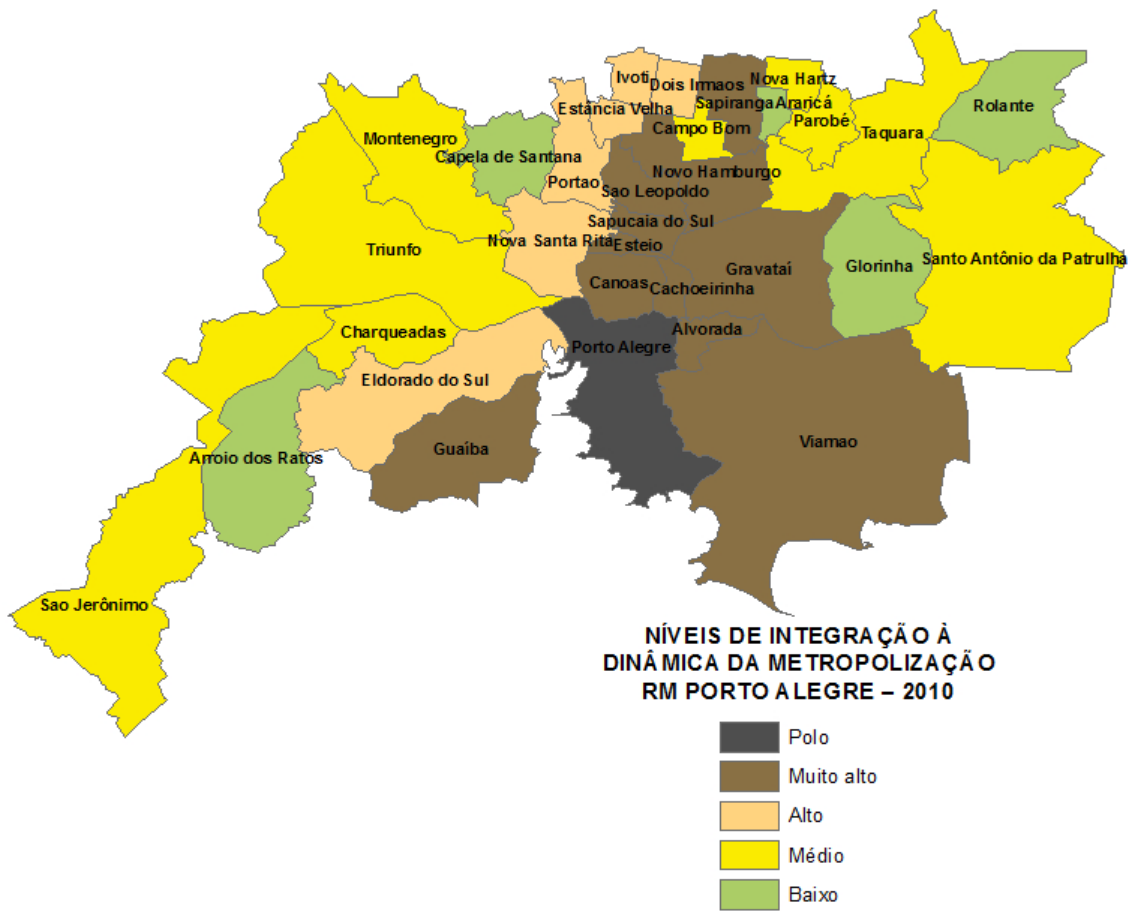 Ivoti
Dois Irmaos
Nova Hartz
Estância Velha
Sapiranga
Araricá
Rolante
Montenegro
Campo Bom
Parobé
Taquara
Capela de Santana
Portao
Novo Hamburgo
Sao Leopoldo
Sapucaia do Sul
Triunfo
Nova Santa Rita
Esteio
Santo Antônio da Patrulha
Canoas
Cachoeirinha
Gravataí
Glorinha
Charqueadas
Porto Alegre
Alvorada
Eldorado do Sul
Guaíba
Viamao
Arroio dos Ratos
Sao Jerônimo
NÍVEIS DE INTEGRAÇÃO À
DINÂMICA DA METROPOLIZAÇÃO
RM PORTO ALEGRE – 2010
Polo
Muito alto
Alto
Médio
Baixo